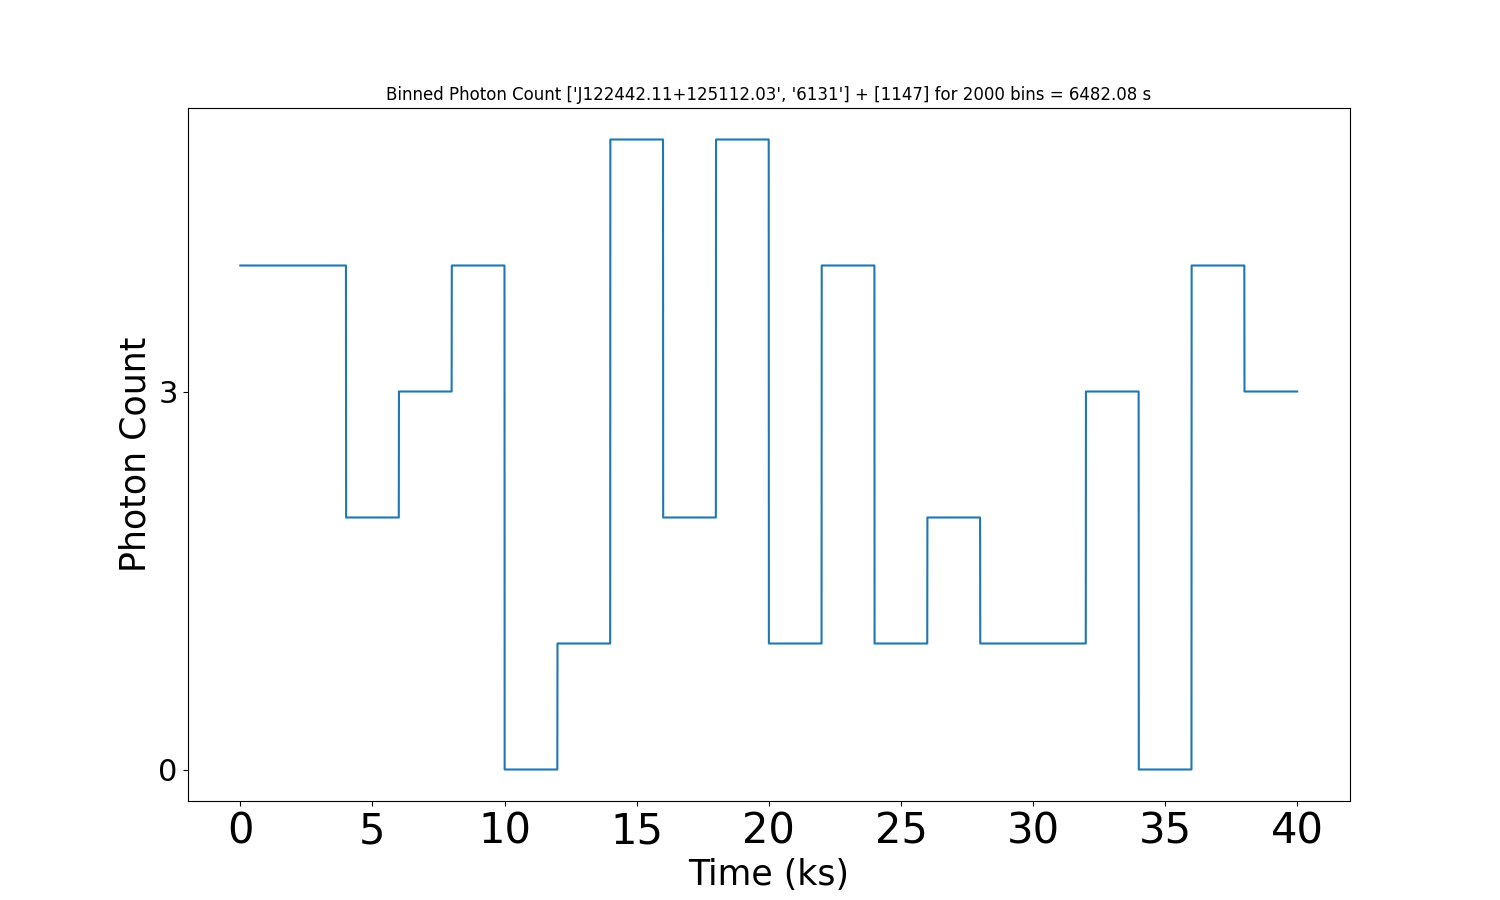 Binned Photon Count ['J122442.11+125112.03', '6131'] + [1147] for 2000 bins = 6482.08 s
Photon Count
3
0
0 5 10 15 20 25 30 35 40
Time (ks)